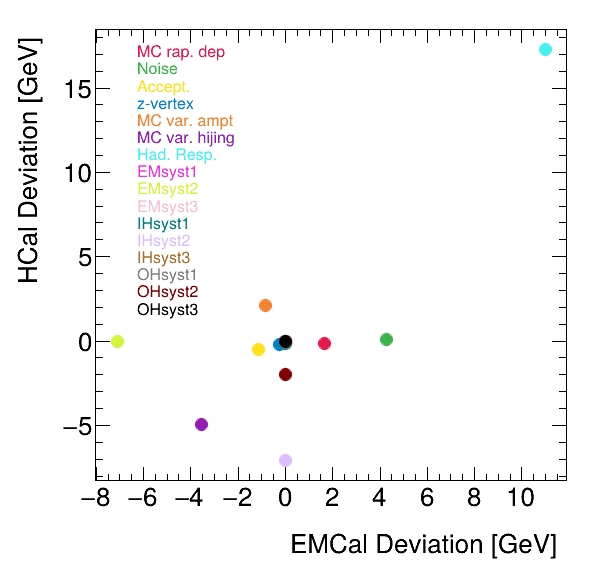 HCal Deviation [GeV]
15
10
5
0
−5
MC rap. dep
Noise
Accept.
z-vertex
MC var. ampt
MC var. hijing
Had. Resp.
EMsyst1
EMsyst2
EMsyst3
IHsyst1
IHsyst2
IHsyst3
OHsyst1
OHsyst2
OHsyst3
−8 −6 −4 −2 0 2 4 6 8 10
EMCal Deviation [GeV]